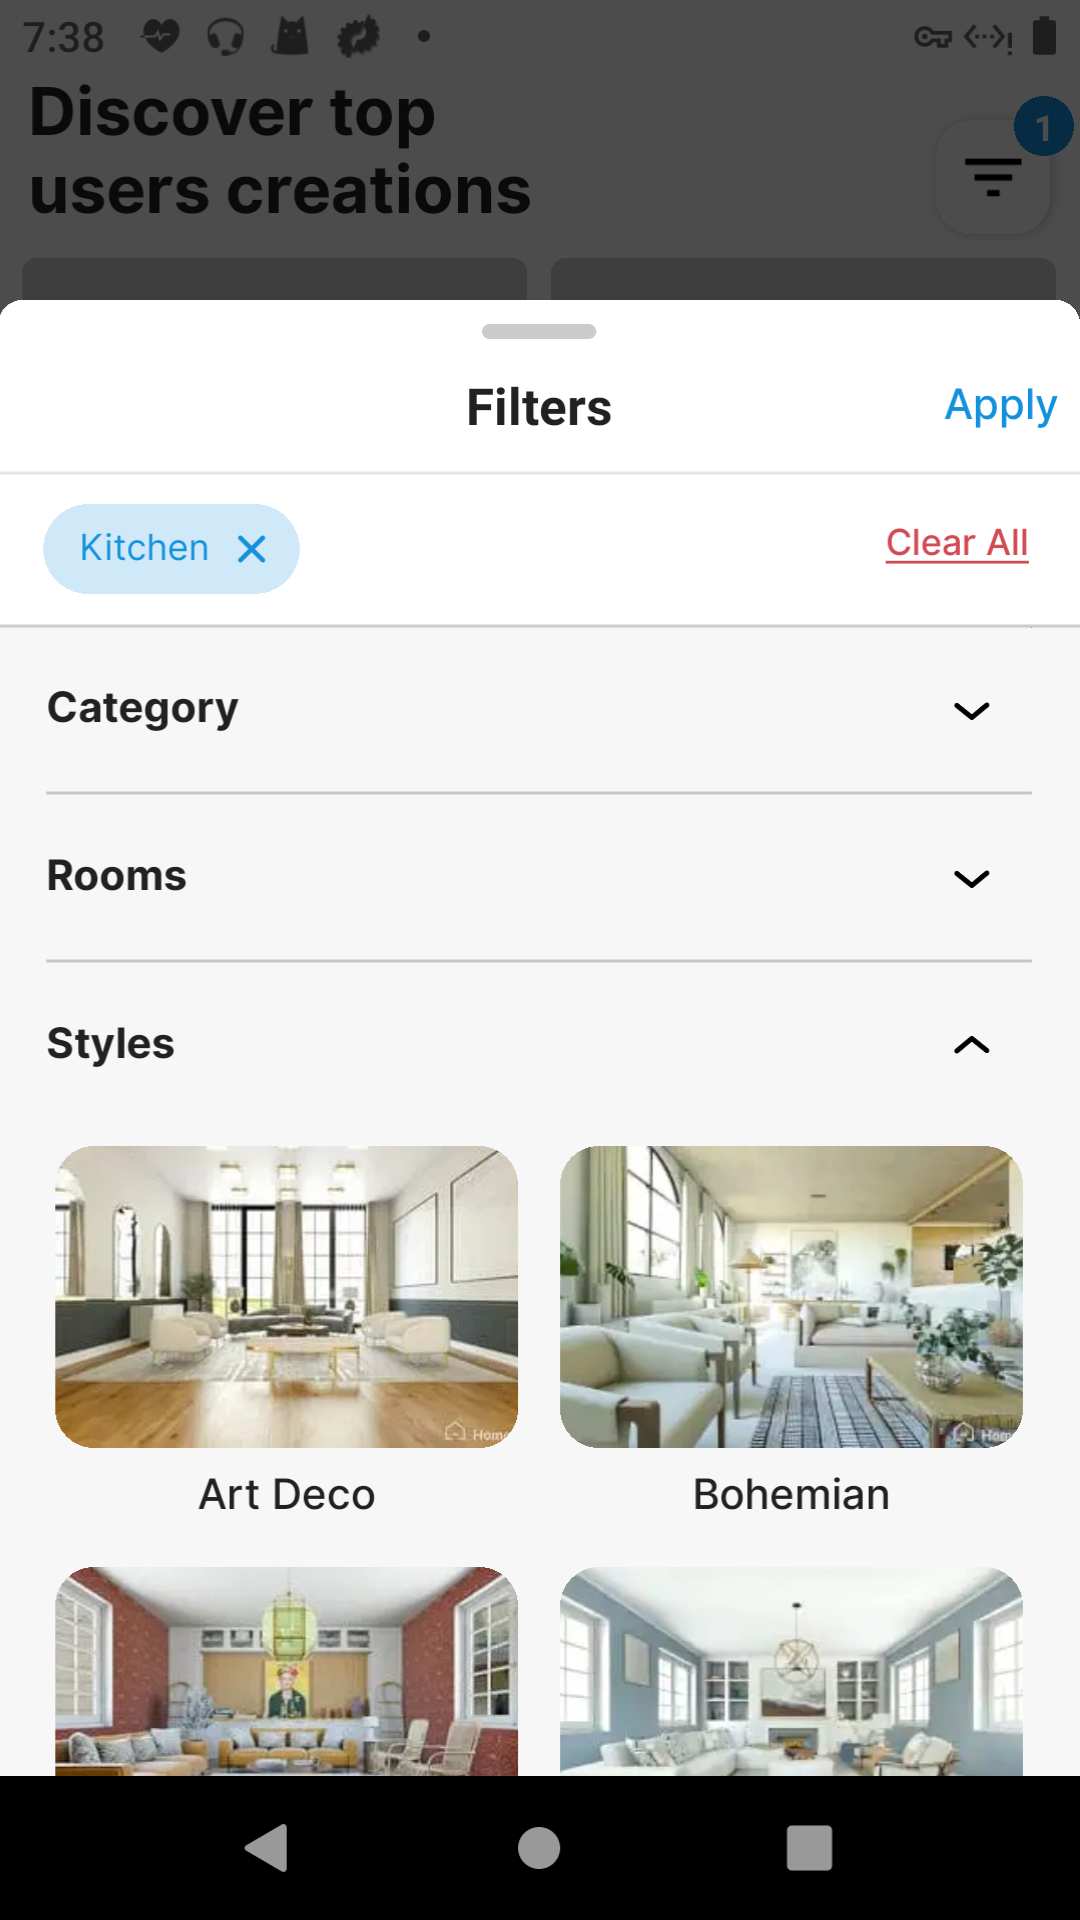 7:38
Discover top
users creations
1
Filters
Apply
Kitchen
Clear All
Category
Rooms
Styles
Art Deco
Bohemian